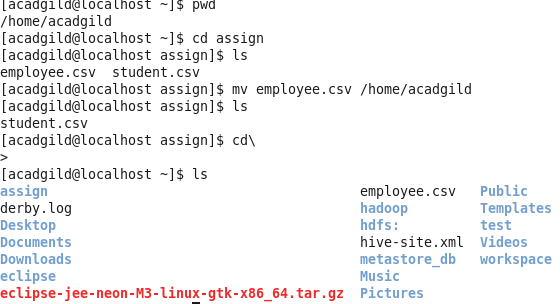 [acadgild@localhost ~]$ pwd
/home/acadgild
[acadgild@localhost ~]$ cd assign
[acadgild@localhost assign]$ ls
employee.csv  student.csv
[acadgild@localhost assign]$ mv employee.csv /home/acadgild
[acadgild@localhost assign]$ ls
student.csv
[acadgild@localhost assign]$ cd\
>
[acadgild@localhost ~]$ ls
assign employee.csv Public
derby.log hadoop Templates
Desktop hdfs: test
Documents hive-site.xml Videos
Downloads metastore_db workspace
eclipse Music
eclipse-jee-neon-M3-linux-gtk-x86_64.tar.gz Pictures